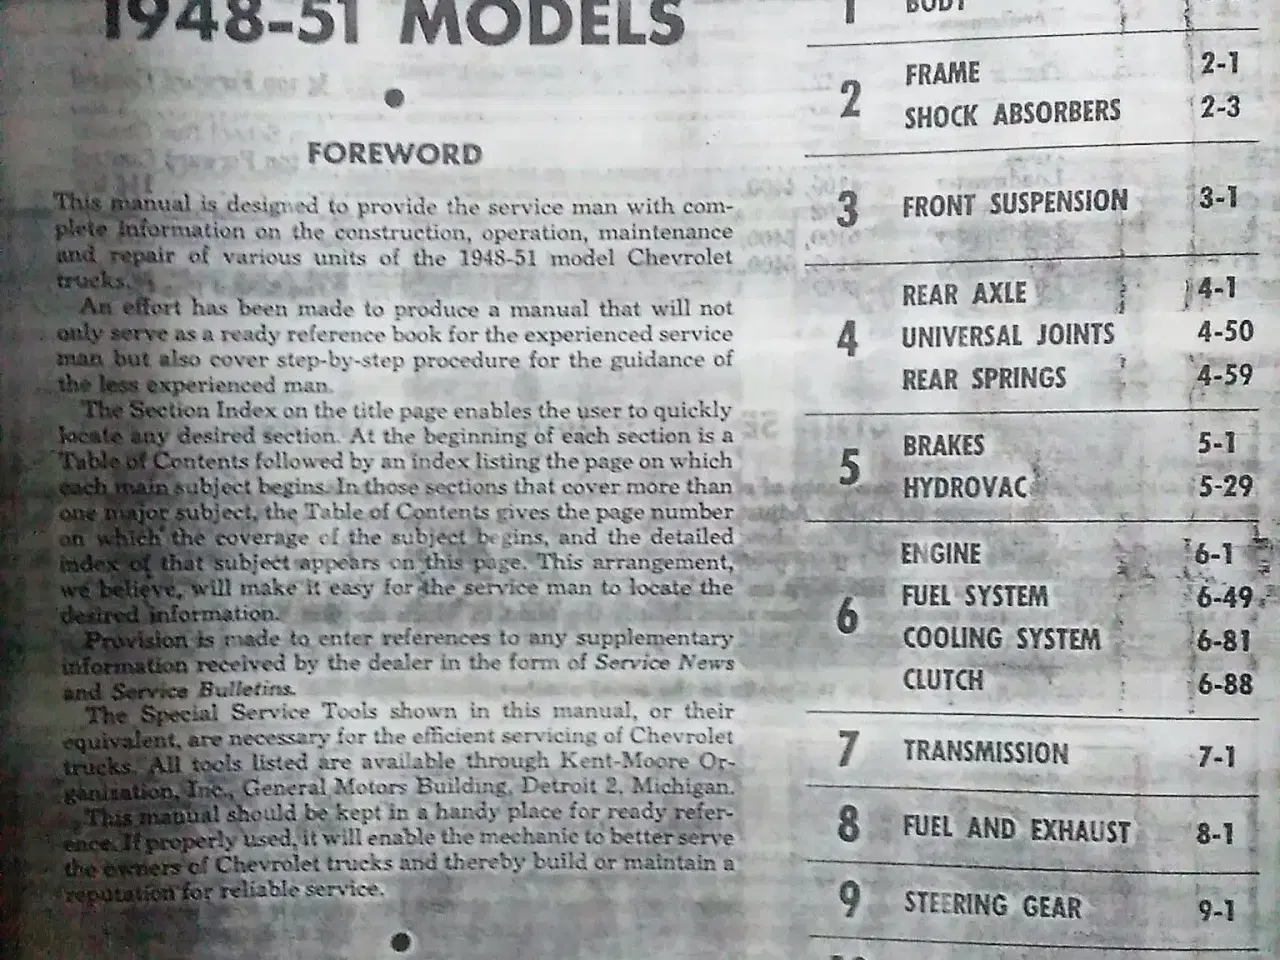 1948-51 MODELS
FOREWORD
This manual is designed to provide the service man with com-
plete information on the construction, operation, maintenance
and repair of various units of the 1948-51 model Chevrolet
trucks.
An effort has been made to produce a manual that will not
only serve as a ready reference book for the experienced service
man but also cover step-by-step procedure for the guidance of
the less experienced man.
The Section Index on the title page enables the user to quickly
locate any desired section. At the beginning of each section is a
Table of Contents followed by an index listing the page on which
each main subject begins. In those sections that cover more than
one major subject, the Table of Contents gives the page number
on which the coverage of the subject begins, and the detailed
index of that subject appears on this page. This arrangement,
we believe, will make it easy for the service man to locate the
desired information.
Provision is made to enter references to any supplementary
information received by the dealer in the form of Service News
and Service Bulletins.
The Special Service Tools shown in this manual, or their
equivalent, are necessary for the efficient servicing of Chevrolet
trucks. All tools listed are available through Kent-Moore Or-
ganization, Inc., General Motors Building, Detroit 2, Michigan.
This manual should be kept in a handy place for ready refer-
ence. If properly used, it will enable the mechanic to better serve
the owners of Chevrolet trucks and thereby build or maintain a
reputation for reliable service.
1 BODY
2 FRAME 2-1
SHOCK ABSORBERS 2-3
3 FRONT SUSPENSION 3-1
4 REAR AXLE 4-1
UNIVERSAL JOINTS 4-50
REAR SPRINGS 4-59
5 BRAKES 5-1
HYDROVAC 5-29
6 ENGINE 6-1
FUEL SYSTEM 6-49
COOLING SYSTEM 6-81
CLUTCH 6-88
7 TRANSMISSION 7-1
8 FUEL AND EXHAUST 8-1
9 STEERING GEAR 9-1